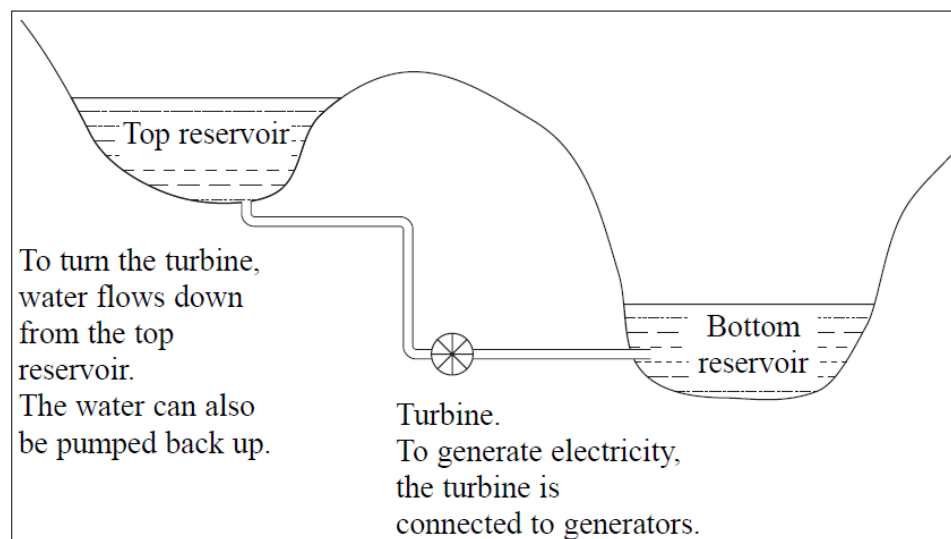 Top reservoir
To turn the turbine,
water flows down
from the top
reservoir.
The water can also
be pumped back up.
Bottom
reservoir
Turbine.
To generate electricity,
the turbine is
connected to generators.